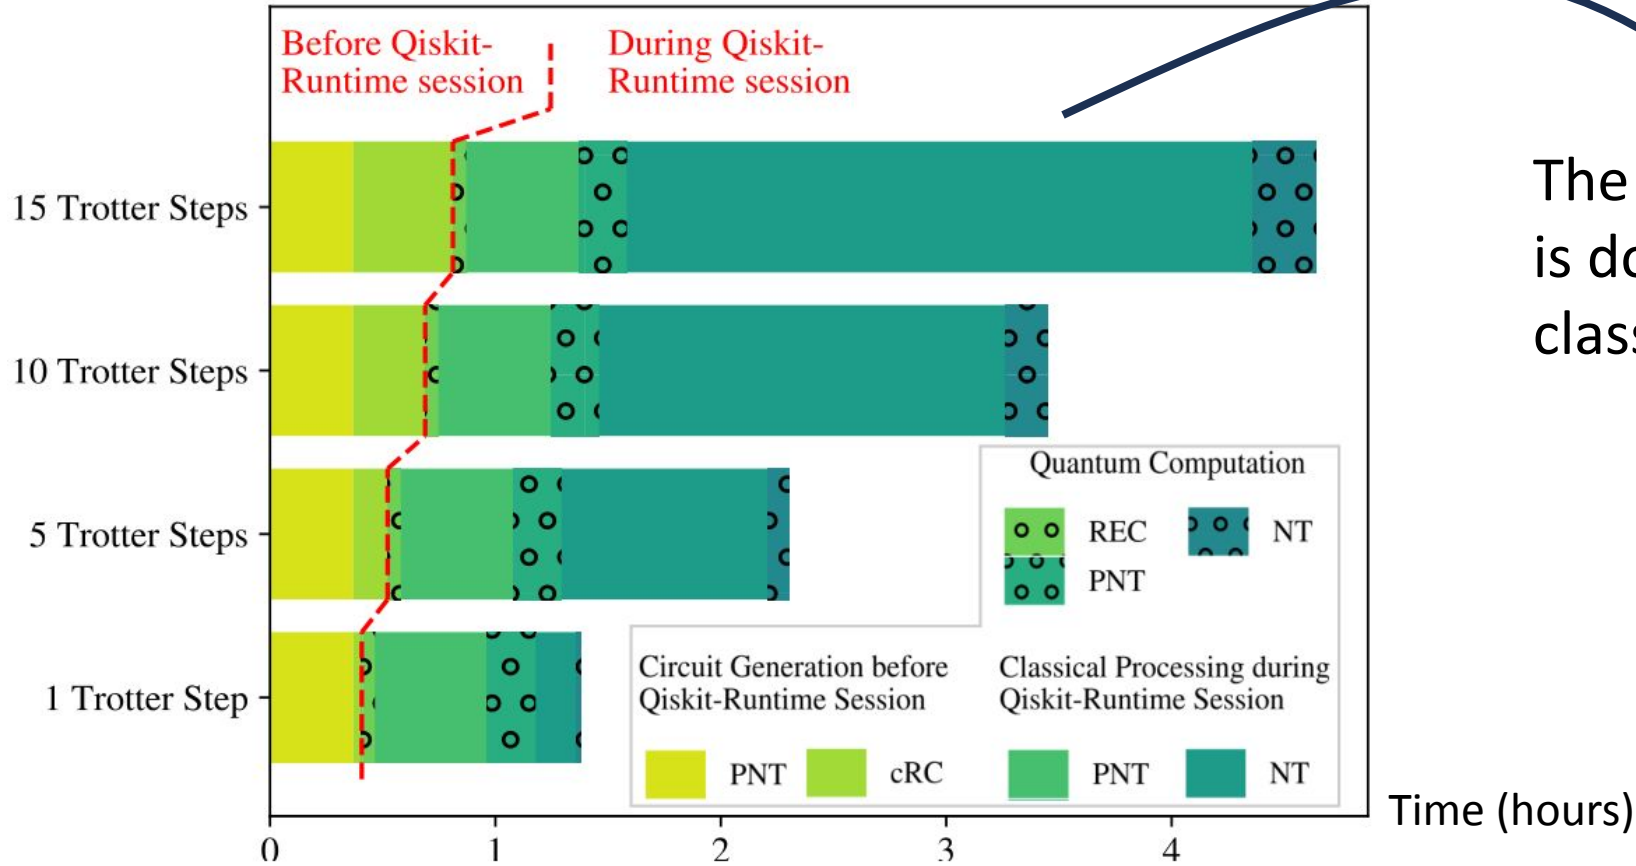 Before Qiskit-
Runtime session
During Qiskit-
Runtime session
15 Trotter Steps
10 Trotter Steps
5 Trotter Steps
1 Trotter Step
Quantum Computation
REC
NT
PNT
Circuit Generation before
Qiskit-Runtime Session
PNT
cRC
Classical Processing during
Qiskit-Runtime Session
PNT
NT
0
1
2
3
4
Time (hours)
The
is